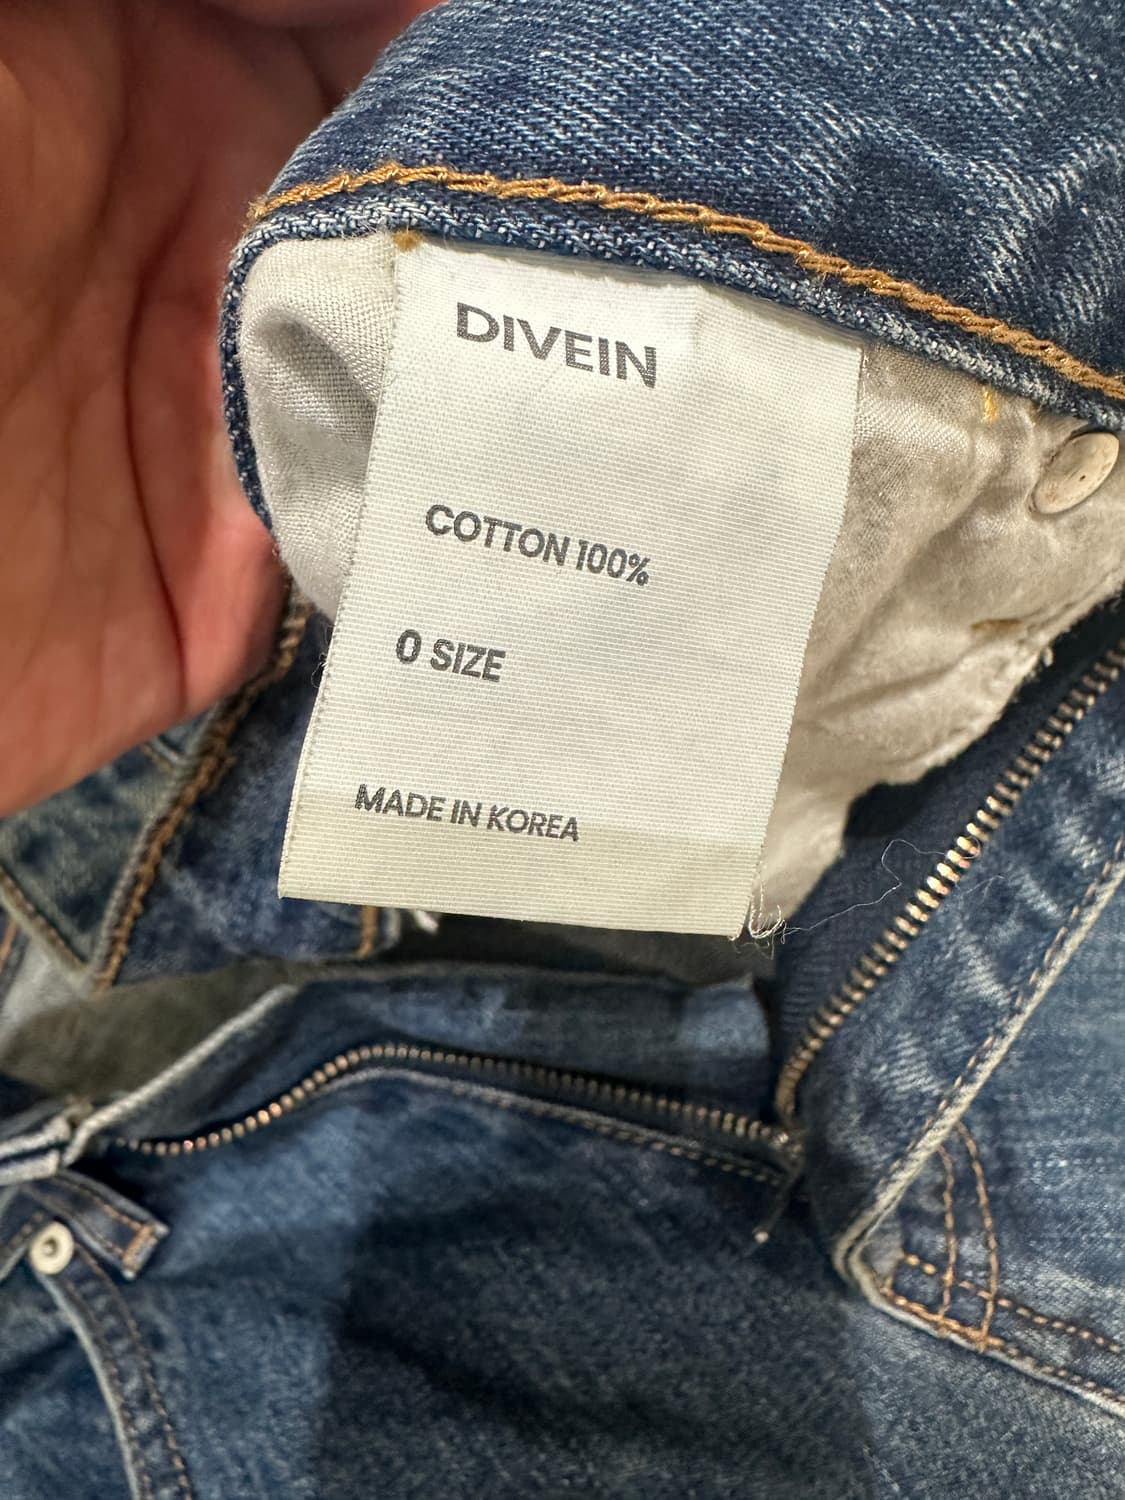 DIVEIN
COTTON 100%
0 SIZE
MADE IN KOREA